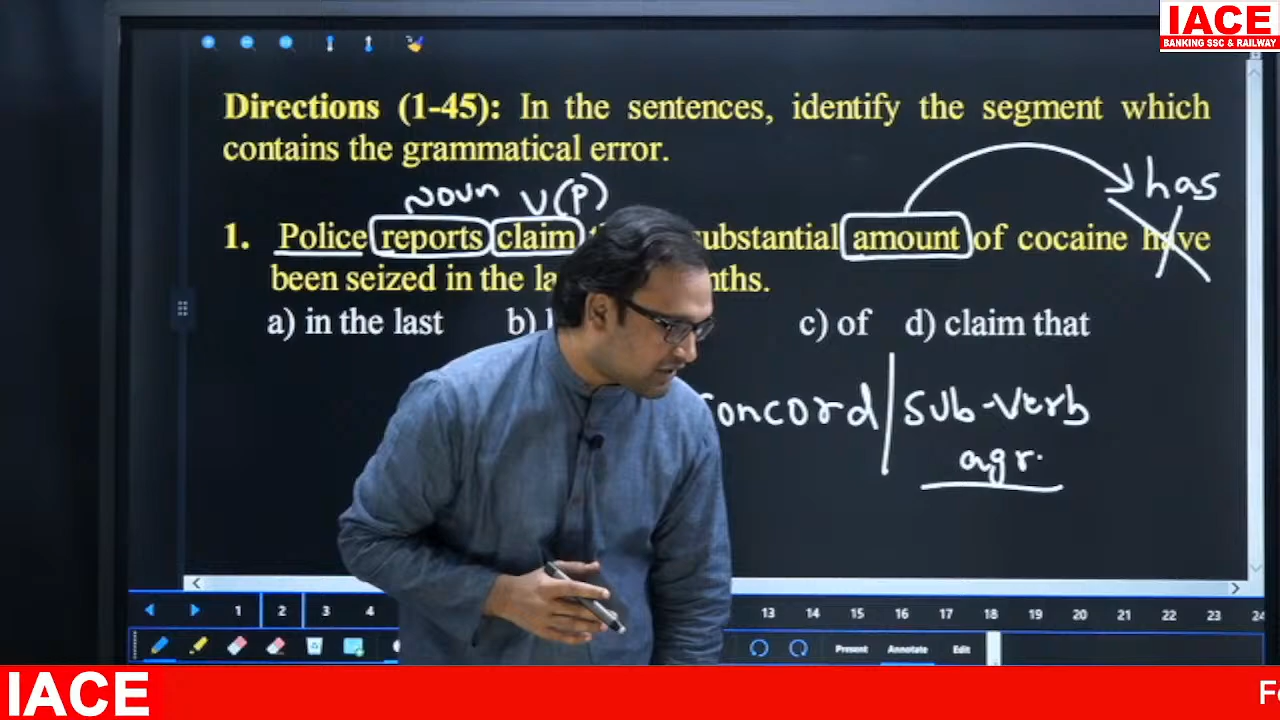 IACE
BANKING SSC & RAILWAY
Directions (1-45): In the sentences, identify the segment which
contains the grammatical error.
has
Noun V(P)
1. Police reports claim substantial amount of cocaine have
been seized in the
a) in the last b) c) of d) claim that
concord Sub-Verb
agr.
1 2 3 4 13 14 15 16 17 18 19 20 21 22 23 24
Present Annotate Edit
IACE